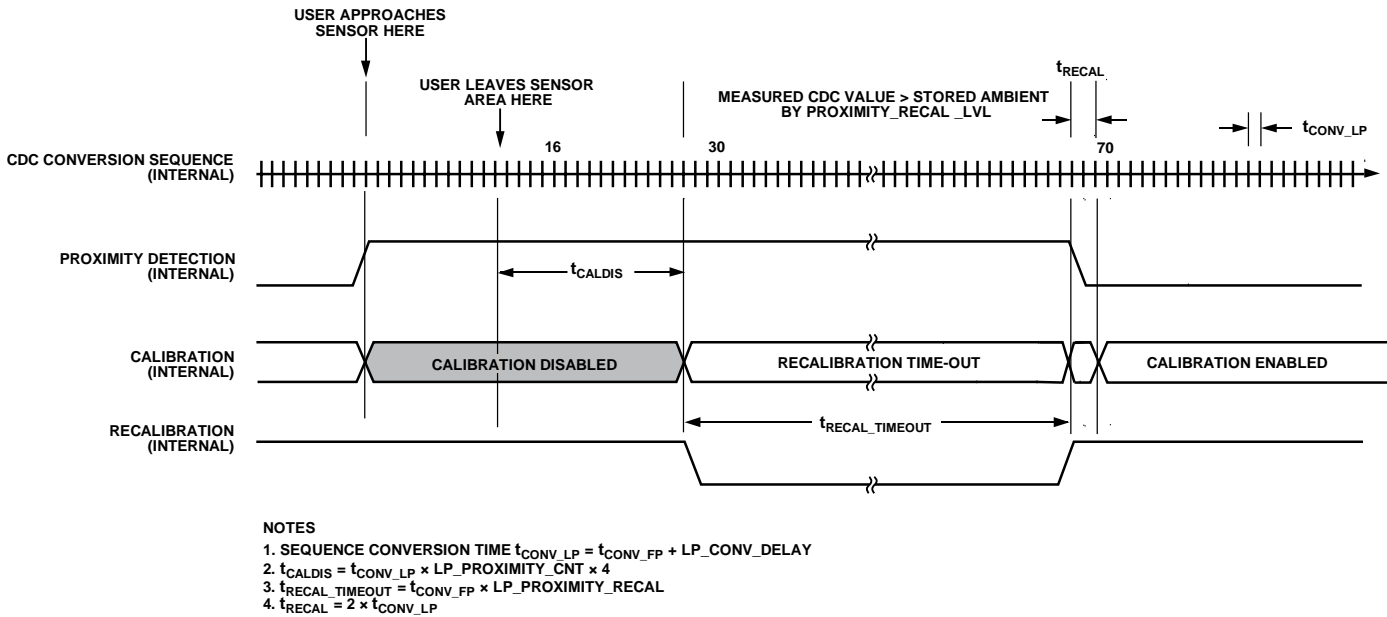 USER APPROACHES
SENSOR HERE
USER LEAVES SENSOR
AREA HERE
MEASURED CDC VALUE > STORED AMBIENT
BY PROXIMITY_RECAL _LVL
tRECAL
tCONV_LP
CDC CONVERSION SEQUENCE
(INTERNAL)
16
30
70
PROXIMITY DETECTION
(INTERNAL)
tCALDIS
CALIBRATION
(INTERNAL)
CALIBRATION DISABLED
RECALIBRATION TIME-OUT
CALIBRATION ENABLED
RECALIBRATION
(INTERNAL)
tRECAL_TIMEOUT
NOTES
1. SEQUENCE CONVERSION TIME tCONV_LP = tCONV_FP + LP_CONV_DELAY
2. tCALDIS = tCONV_LP × LP_PROXIMITY_CNT × 4
3. tRECAL_TIMEOUT = tCONV_FP × LP_PROXIMITY_RECAL
4. tRECAL = 2 × tCONV_LP